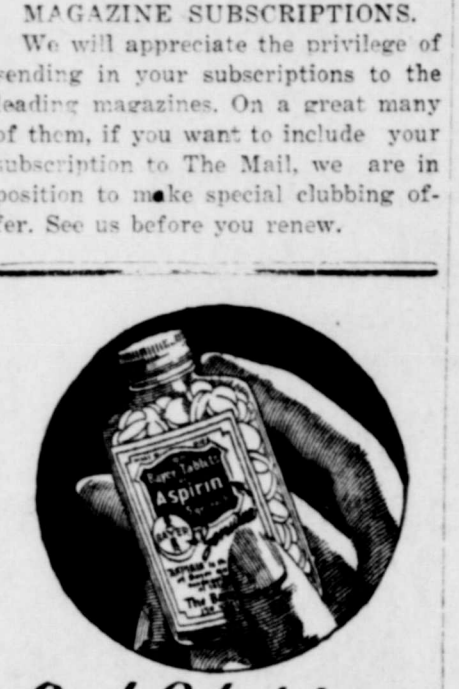 MAGAZINE SUBSCRIPTIONS.
We will appreciate the privilege of
sending in your subscriptions to the
leading magazines. On a great many
of them, if you want to include your
subscription to The Mail, we are in
position to make special clubbing of-
fer. See us before you renew.
Bayer Tablets
Aspirin
BAYER
Genuine
The